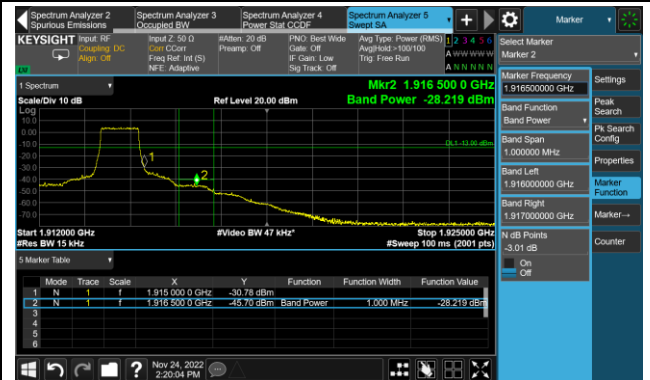 Spectrum Analyzer 2
Spurious Emissions
Spectrum Analyzer 3
Occupied BW
Spectrum Analyzer 4
Power Stat CCDF
Spectrum Analyzer 5
Swept SA
Marker
KEYSIGHT
Input: RF
Coupling: DC
Align: Off
Input Z: 50 Ω
Corr CCorr
Freq Ref: Int (S)
NFE: Adaptive
#Atten: 20 dB
Preamp: Off
PNO: Best Wide
Gate: Off
IF Gain: Low
Sig Track: Off
Avg Type: Power (RMS)
Avg|Hold:>100/100
Trig: Free Run
1 2 3 4 5 6
A W W W W W
A N N N N N
1 Spectrum
Scale/Div 10 dB
Ref Level 20.00 dBm
Mkr2 1.916 500 0 GHz
Band Power -28.219 dBm
Log
10.0
0.00
-10.0
-20.0
-30.0
-40.0
-50.0
-60.0
-70.0
DL1 -13.00 dBm
1
2
Start 1.912000 GHz
#Res BW 15 kHz
#Video BW 47 kHz*
Stop 1.925000 GHz
#Sweep 100 ms (2001 pts)
5 Marker Table
Mode Trace Scale X Y Function Function Width Function Value
1 N 1 f 1.915 000 0 GHz -30.78 dBm
2 N 1 f 1.916 500 0 GHz -45.70 dBm Band Power 1.000 MHz -28.219 dBm
3
4
5
6
Nov 24, 2022
2:20:04 PM
Select Marker
Marker 2
Marker Frequency
1.916500000 GHz
Band Function
Band Power
Band Span
1.000000 MHz
Band Left
1.916000000 GHz
Band Right
1.917000000 GHz
N dB Points
-3.01 dB
On
Off
Settings
Peak
Search
Pk Search
Config
Properties
Marker
Function
Marker→
Counter